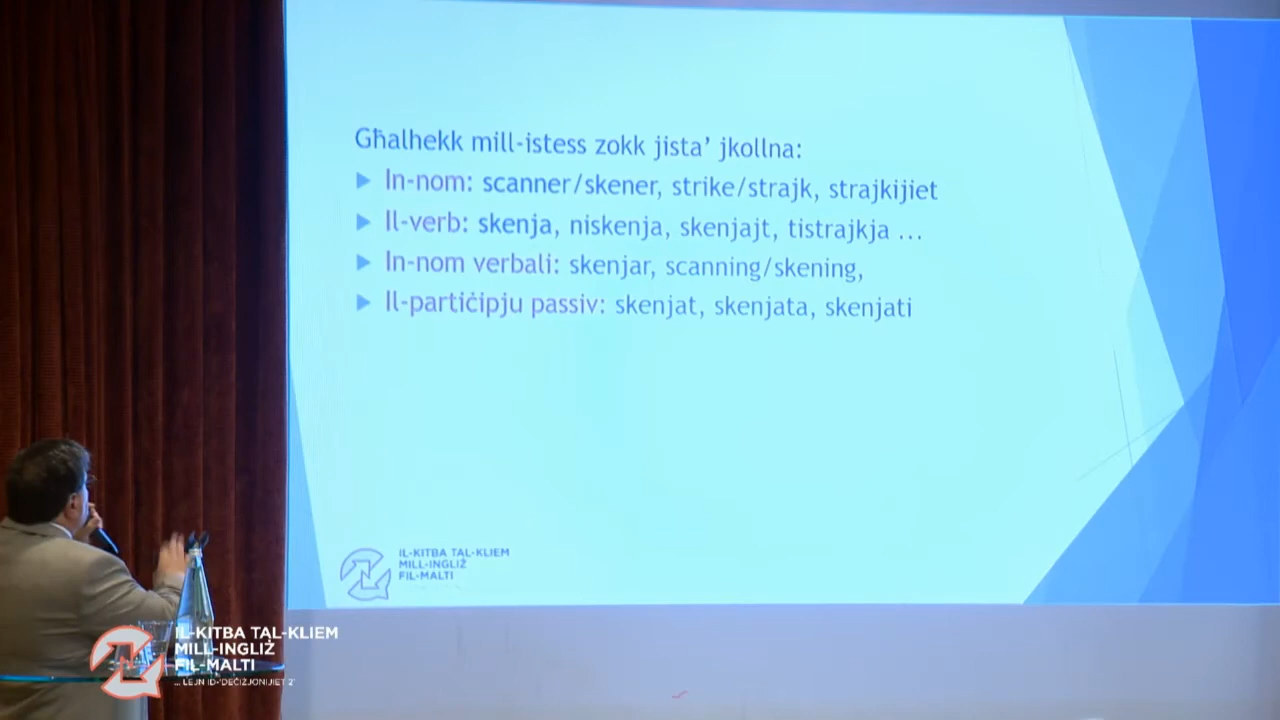 Għalhekk mill-istess zokk jista’ jkollna:
In-nom: scanner/skener, strike/strajk, strajkijiet
Il-verb: skenja, niskenja, skenjajt, tistrajkja ...
In-nom verbali: skenjar, scanning/skening,
Il-partiċipju passiv: skenjat, skenjata, skenjati
IL-KITBA TAL-KLIEM
MILL-INGLIŻ
FIL-MALTI
IL-KITBA TAL-KLIEM
MILL-INGLIŻ
FIL-MALTI
... LEJN ID-'DEĊIŻJONIJIET 2'